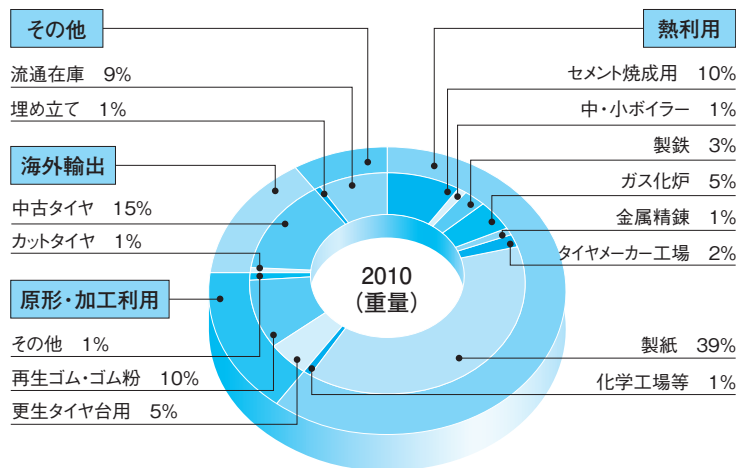 その他
流通在庫 9%
埋め立て 1%
海外輸出
中古タイヤ 15%
カットタイヤ 1%
原形・加工利用
その他 1%
再生ゴム・ゴム粉 10%
更生タイヤ台用 5%
2010
(重量)
熱利用
セメント焼成用 10%
中・小ボイラー 1%
製鉄 3%
ガス化炉 5%
金属精錬 1%
タイヤメーカー工場 2%
製紙 39%
化学工場等 1%